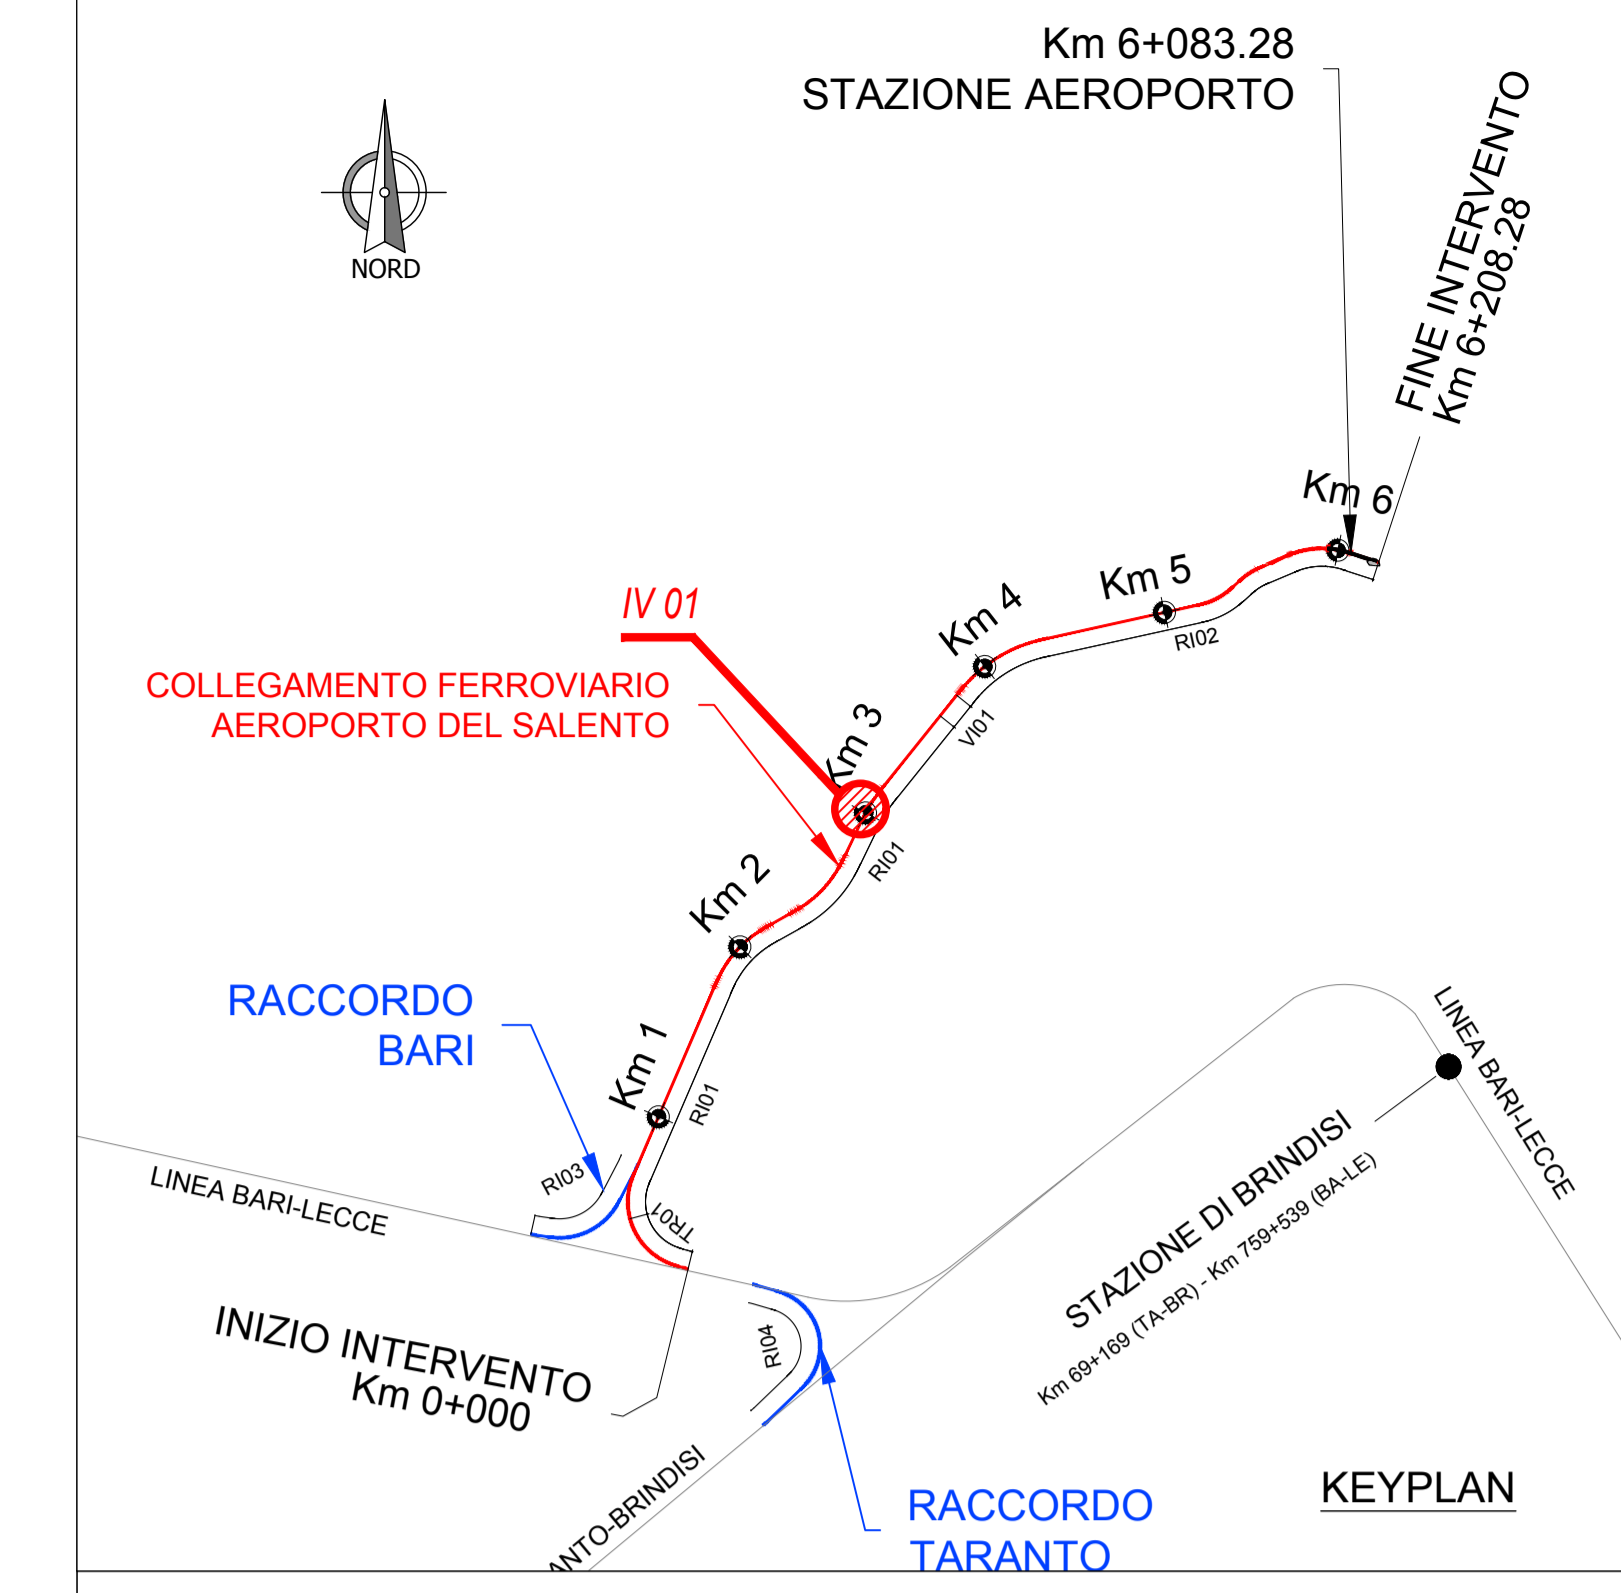 Km 6+083.28
STAZIONE AEROPORTO
NORD
FINE INTERVENTO
Km 6+208.28
Km 6
Km 5
RI02
Km 4
IV 01
VI01
COLLEGAMENTO FERROVIARIO
AEROPORTO DEL SALENTO
Km 3
RI01
Km 2
RACCORDO
BARI
Km 1
RI01
LINEA BARI-LECCE
RI03
TR01
LINEA BARI-LECCE
STAZIONE DI BRINDISI
Km 69+169 (TA-BR) - Km 759+539 (BA-LE)
INIZIO INTERVENTO
Km 0+000
RI04
ANTO-BRINDISI
RACCORDO
TARANTO
KEYPLAN